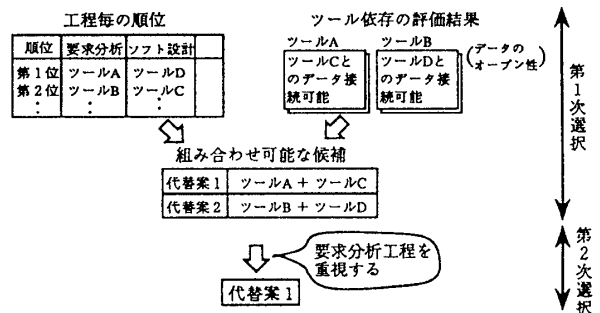 工程毎の順位
ツール依存の評価結果
順位 要求分析 ソフト設計
第1位 ツールA ツールD
第2位 ツールB ツールC
ツールA
ツールCと
のデータ接
続可能
ツールB
ツールDと
のデータ接
続可能
(データの
オープン性)
第1次選択
組み合わせ可能な候補
代替案1 ツールA + ツールC
代替案2 ツールB + ツールD
要求分析工程を
重視する
代替案1
第2次選択